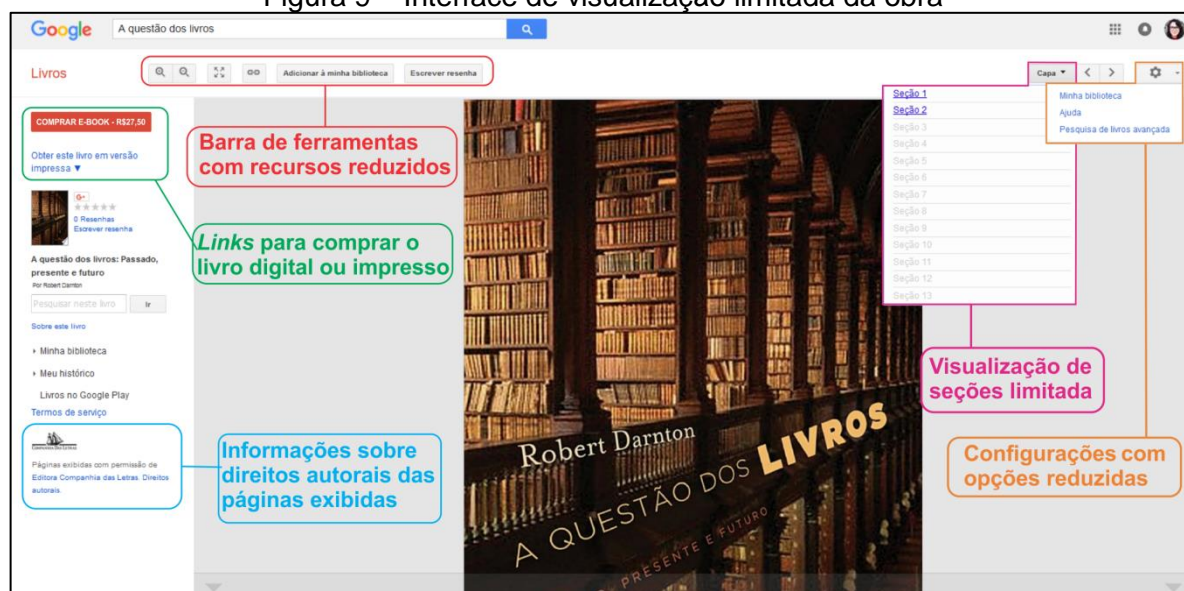 Figura 9 – Interface de visualização limitada da obra
Google
A questão dos livros
Livros
Adicionar à minha biblioteca
Escrever resenha
Capa
Seção 1
Seção 2
Seção 3
Seção 4
Seção 5
Seção 6
Seção 7
Seção 8
Seção 9
Seção 10
Seção 11
Seção 12
Seção 13
Minha biblioteca
Ajuda
Pesquisa de livros avançada
COMPRAR E-BOOK - R$27,50
Obter este livro em versão
impressa ▼
Barra de ferramentas
com recursos reduzidos
G+
0 Resenhas
Escrever resenha
Links para comprar o
livro digital ou impresso
A questão dos livros: Passado,
presente e futuro
Por Robert Darnton
Pesquisar neste livro
Ir
Sobre este livro
Minha biblioteca
Meu histórico
Livros no Google Play
Termos de serviço
Páginas exibidas com permissão de
Editora Companhia das Letras. Direitos
autorais.
Informações sobre
direitos autorais das
páginas exibidas
Visualização de
seções limitada
Configurações com
opções reduzidas
Robert Darnton
A QUESTÃO DOS LIVROS
PRESENTE E FUTURO